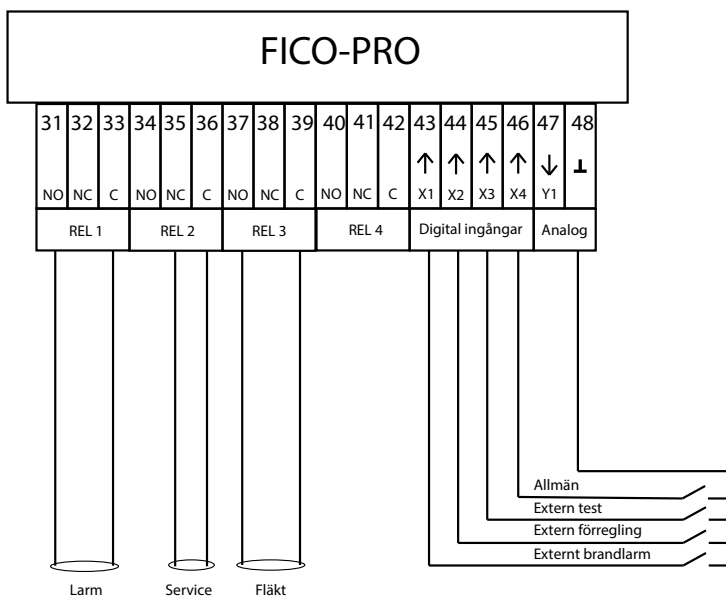 FICO-PRO
31 32 33 34 35 36 37 38 39 40 41 42 43 44 45 46 47 48
NO NC C NO NC C NO NC C NO NC C X1 X2 X3 X4 Y1
REL 1 REL 2 REL 3 REL 4 Digital ingångar Analog
Allmän
Extern test
Extern förregling
Externt brandlarm
Larm Service Fläkt